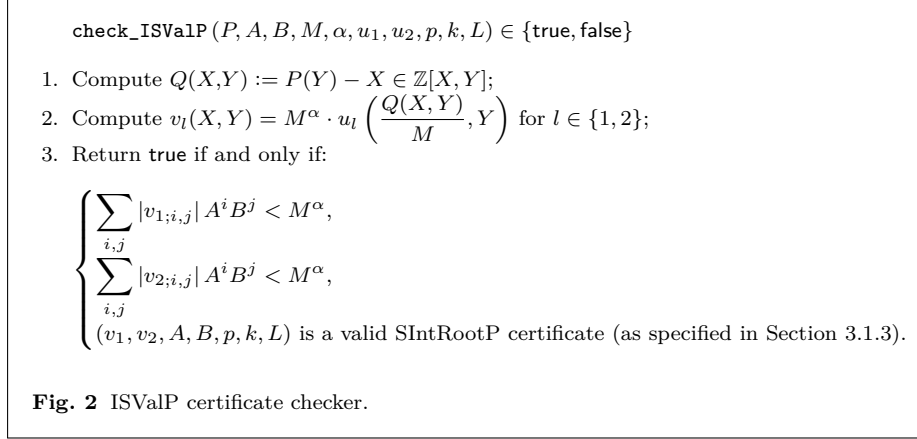 check_ISValP (P, A, B, M, α, u₁, u₂, p, k, L) ∈ {true, false}
1. Compute Q(X,Y) := P(Y) − X ∈ ℤ[X, Y];
2. Compute v_l(X, Y) = M^α · u_l (Q(X, Y)/M, Y) for l ∈ {1, 2};
3. Return true if and only if:
∑_{i,j} |v_{1;i,j}| A^i B^j < M^α,
∑_{i,j} |v_{2;i,j}| A^i B^j < M^α,
(v₁, v₂, A, B, p, k, L) is a valid SIntRootP certificate (as specified in Section 3.1.3).
Fig. 2 ISValP certificate checker.